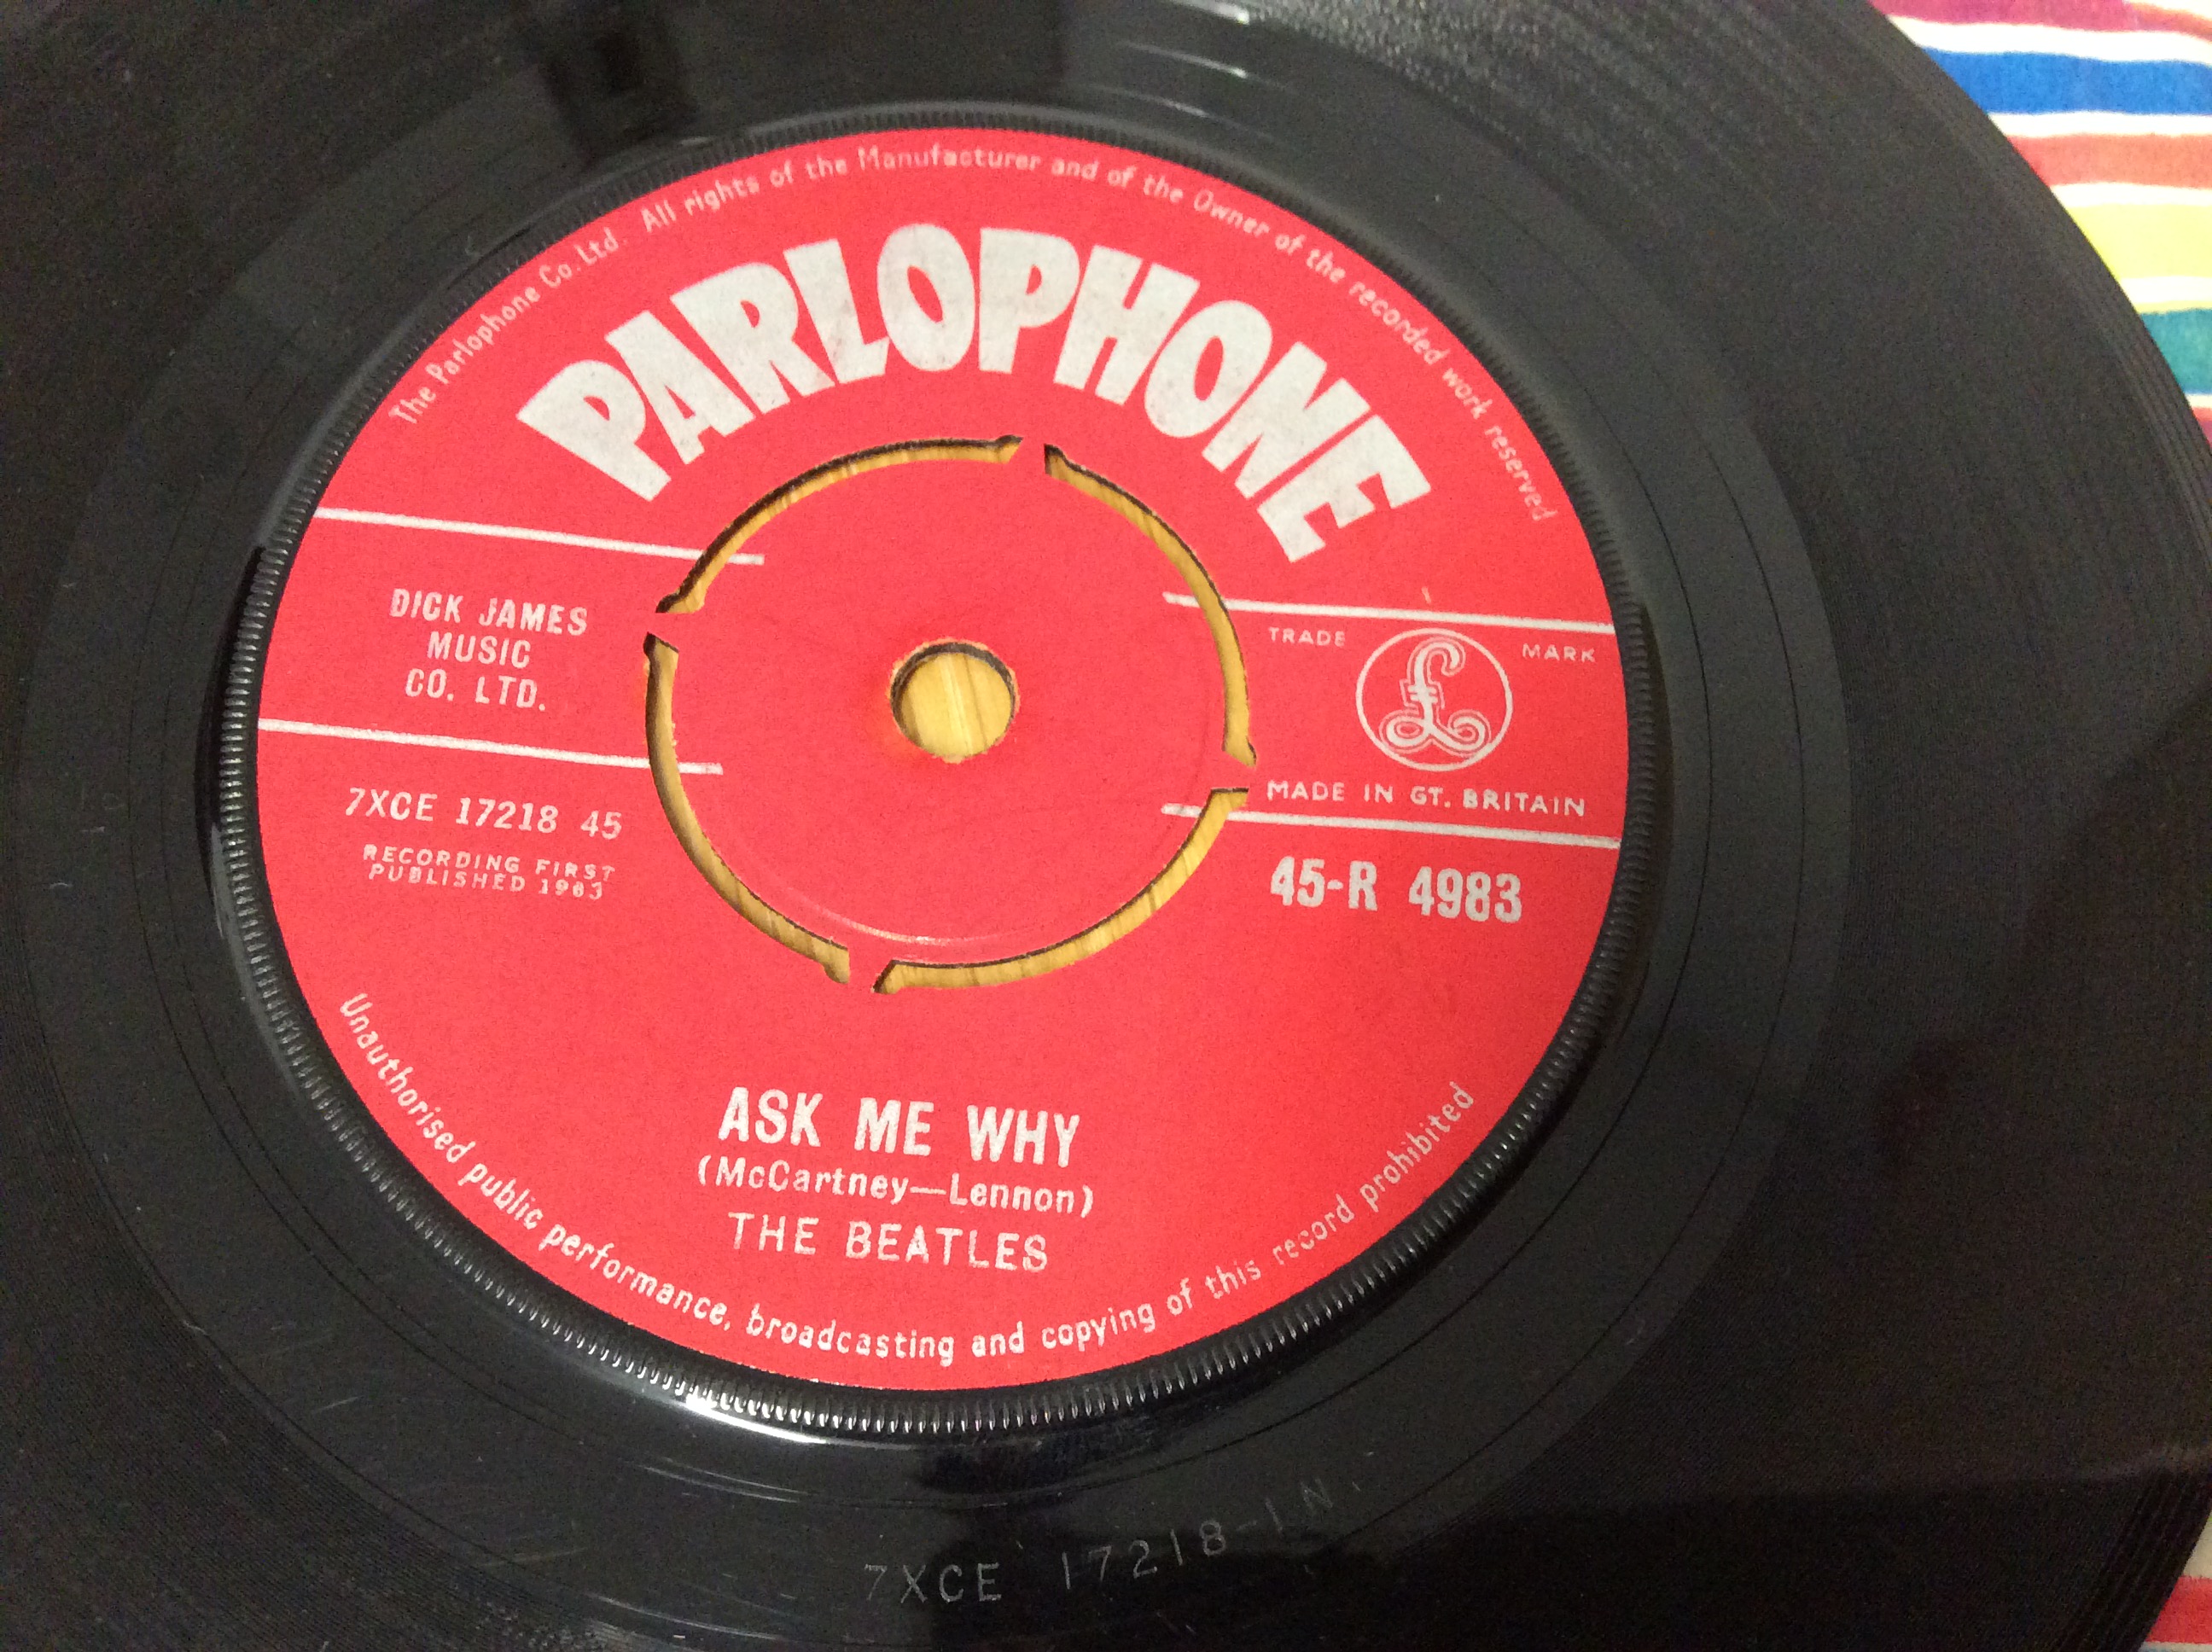 The Parlophone Co. Ltd. All rights of the Manufacturer and of the Owner of the recorded work reserved
PARLOPHONE
DICK JAMES
MUSIC
CO. LTD.
TRADE MARK
£
MADE IN GT. BRITAIN
7XCE 17218 45
RECORDING FIRST
PUBLISHED 1963
45-R 4983
ASK ME WHY
(McCartney—Lennon)
THE BEATLES
Unauthorised public performance, broadcasting and copying of this record prohibited
7XCE 17218-1N